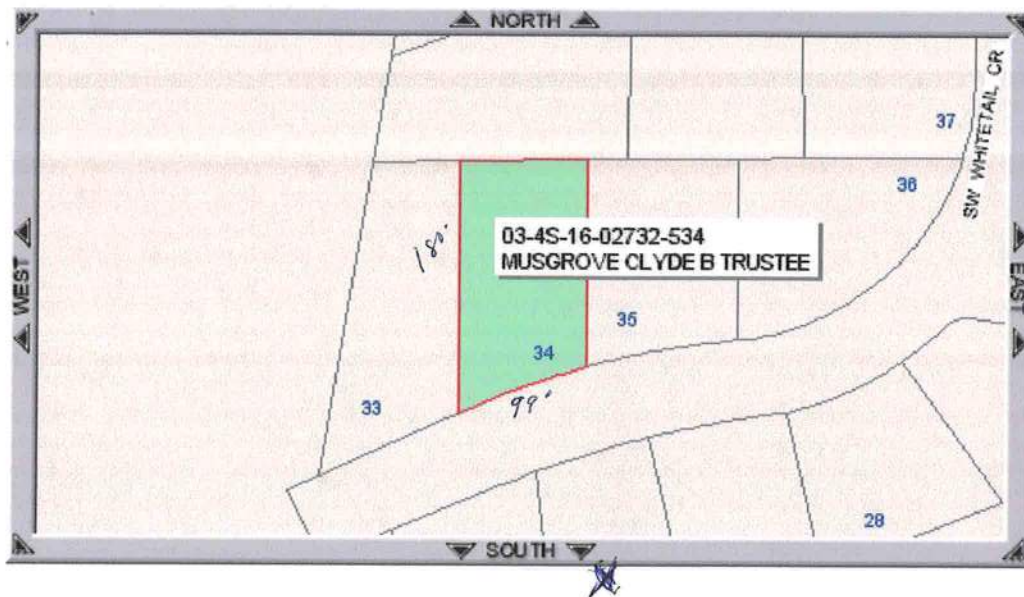 NORTH
37
SW WHITETAIL CR
36
03-4S-16-02732-534
MUSGROVE CLYDE B TRUSTEE
180'
WEST
EAST
35
34
99'
33
28
SOUTH